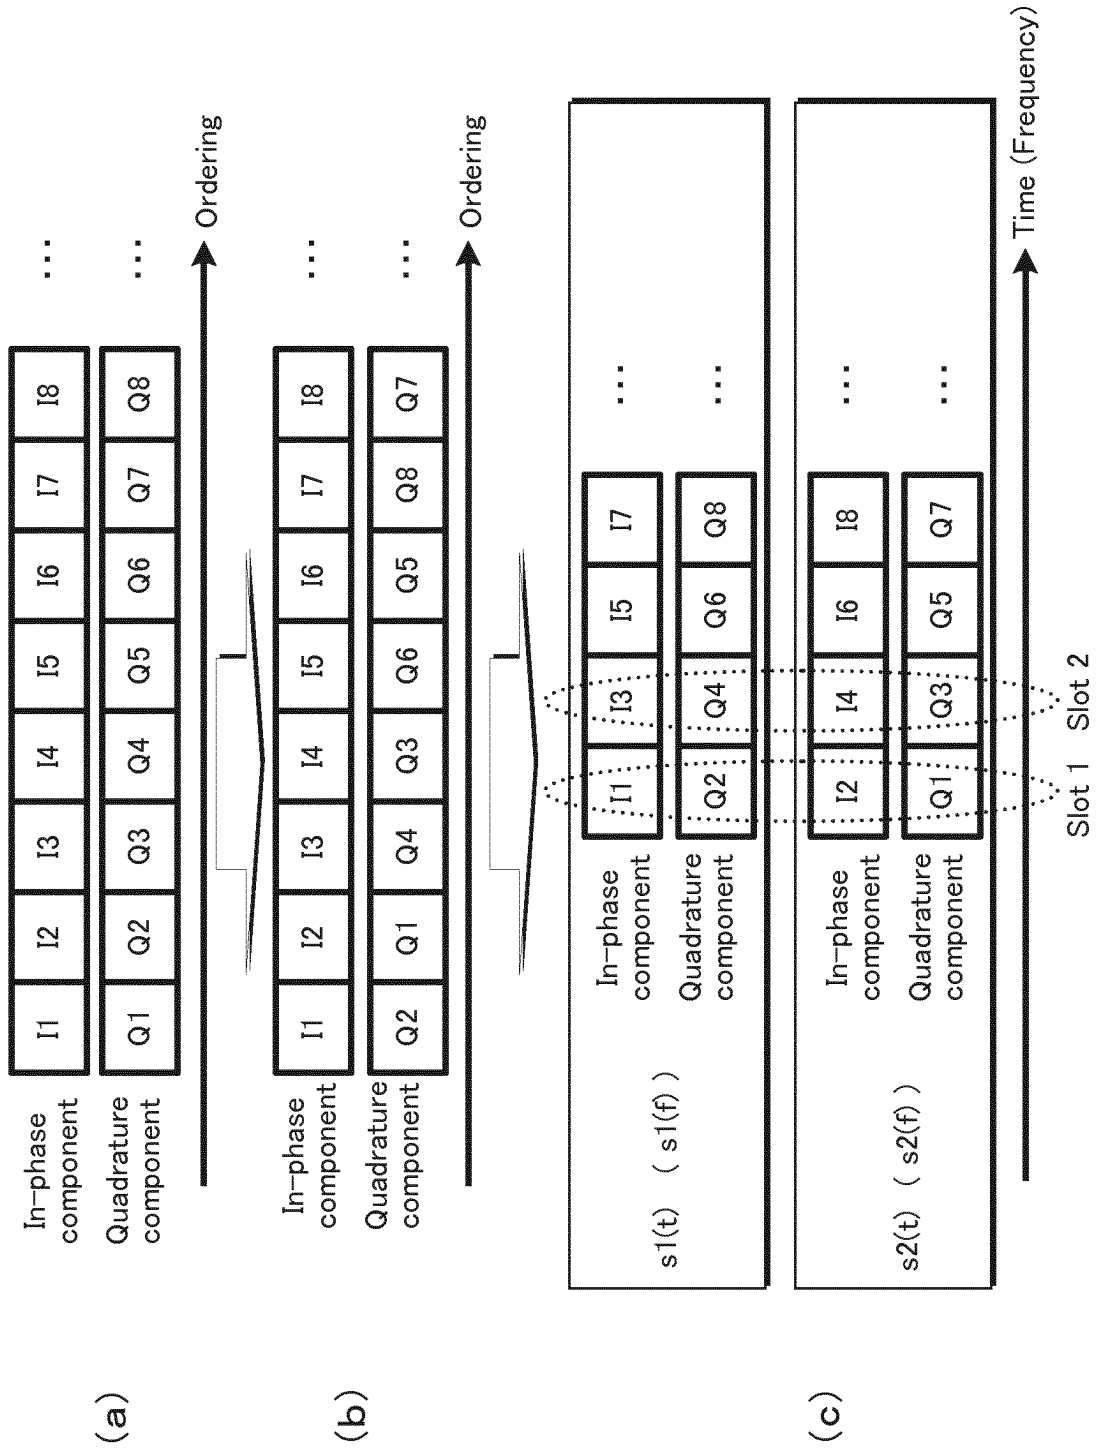 (a)
In-phase
component
I1 I2 I3 I4 I5 I6 I7 I8 ...
Quadrature
component
Q1 Q2 Q3 Q4 Q5 Q6 Q7 Q8 ...
Ordering
(b)
In-phase
component
I1 I2 I3 I4 I5 I6 I7 I8 ...
Quadrature
component
Q2 Q1 Q4 Q3 Q6 Q5 Q8 Q7 ...
Ordering
(c)
s1(t) ( s1(f) )
In-phase
component
I1 I3 I5 I7 ...
Quadrature
component
Q2 Q4 Q6 Q8 ...
s2(t) ( s2(f) )
In-phase
component
I2 I4 I6 I8 ...
Quadrature
component
Q1 Q3 Q5 Q7 ...
Time (Frequency)
Slot 1 Slot 2